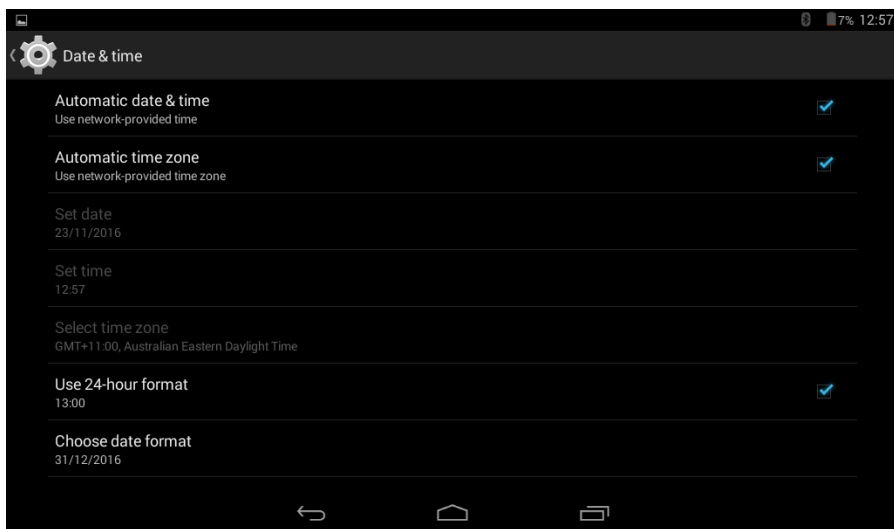 7% 12:57
Date & time
Automatic date & time
Use network-provided time
Automatic time zone
Use network-provided time zone
Set date
23/11/2016
Set time
12:57
Select time zone
GMT+11:00, Australian Eastern Daylight Time
Use 24-hour format
13:00
Choose date format
31/12/2016